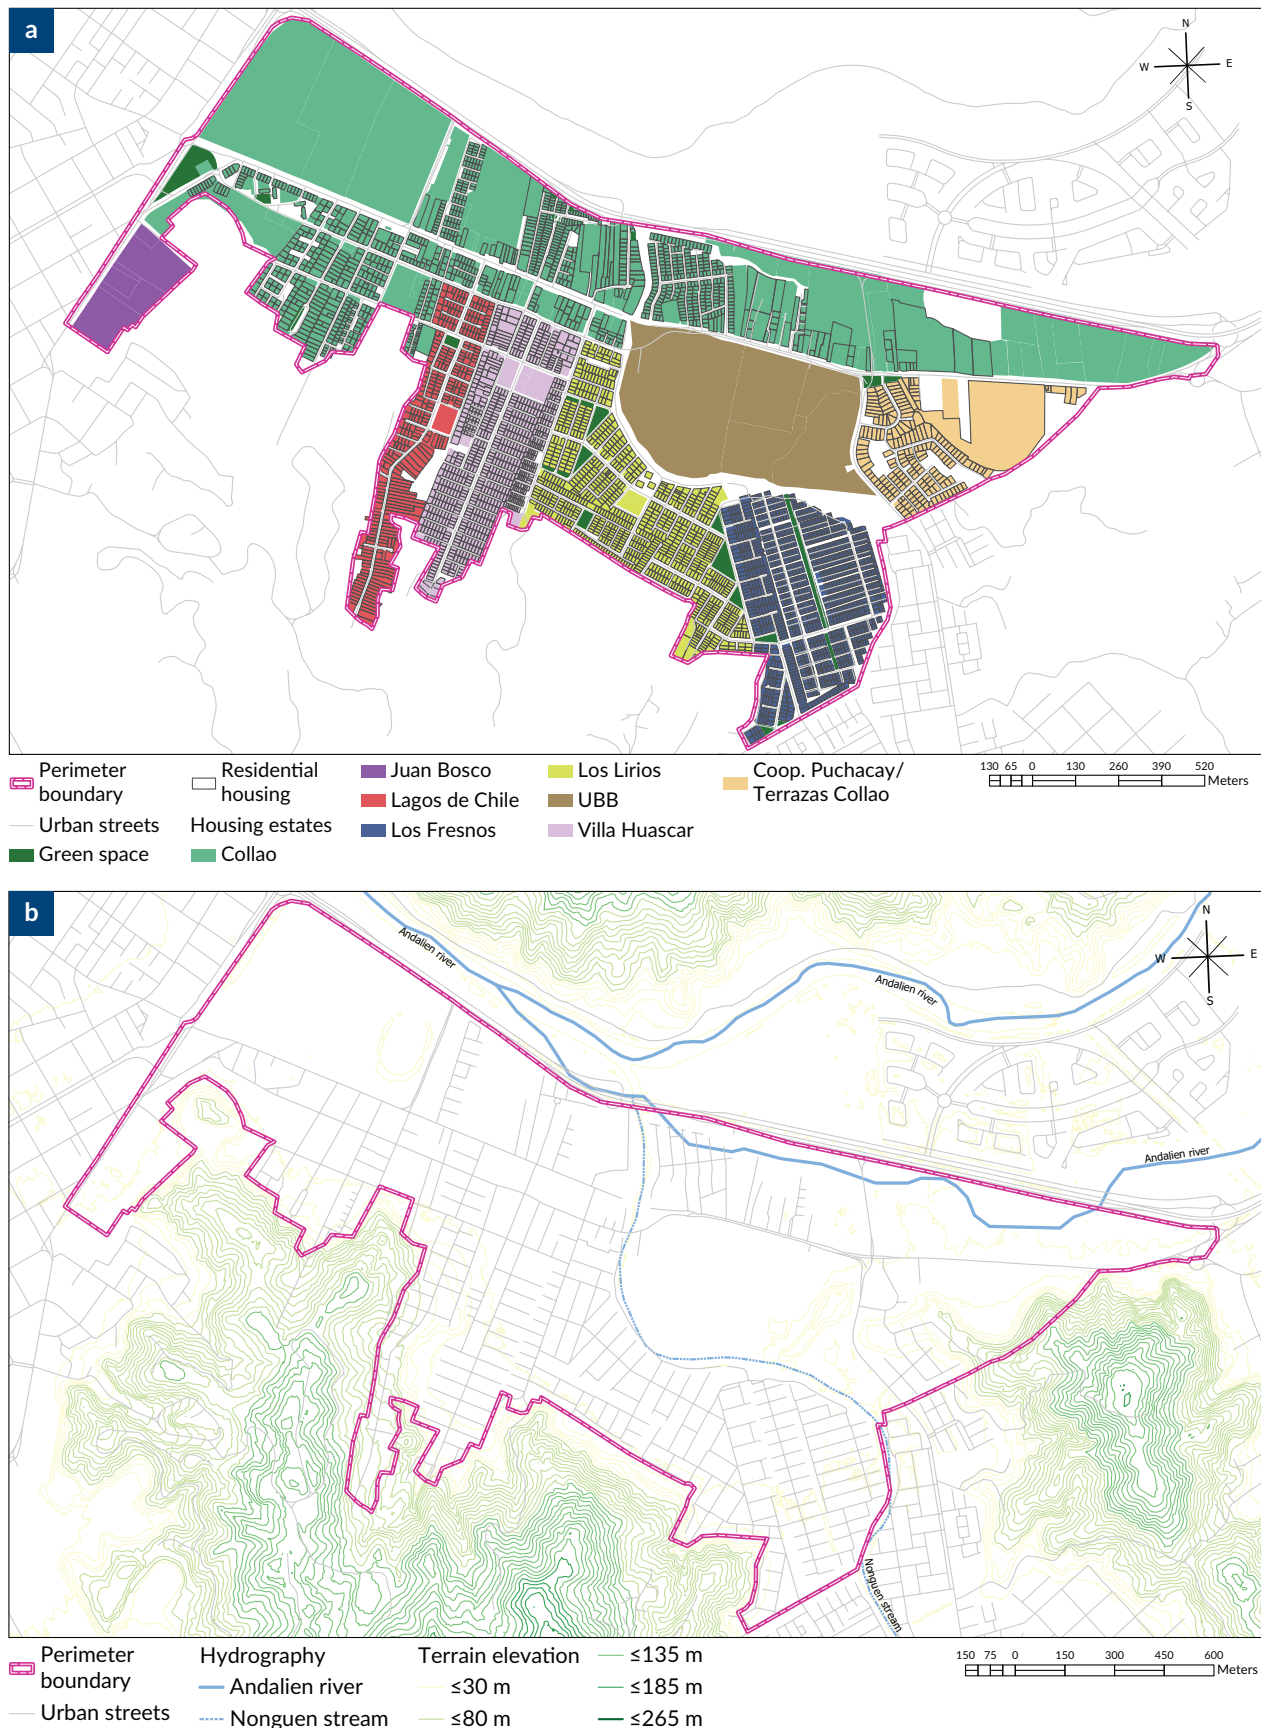 a
N
W E
S
Perimeter
boundary
Urban streets
Green space
Residential
housing
Housing estates
Collao
Juan Bosco
Lagos de Chile
Los Fresnos
Los Lirios
UBB
Villa Huascar
Coop. Puchacay/
Terrazas Collao
130 65 0 130 260 390 520
Meters
b
N
W E
S
Andalien river
Andalien river
Andalien river
Nonguen stream
Perimeter
boundary
Urban streets
Hydrography
Andalien river
Nonguen stream
Terrain elevation
≤30 m
≤80 m
≤135 m
≤185 m
≤265 m
150 75 0 150 300 450 600
Meters